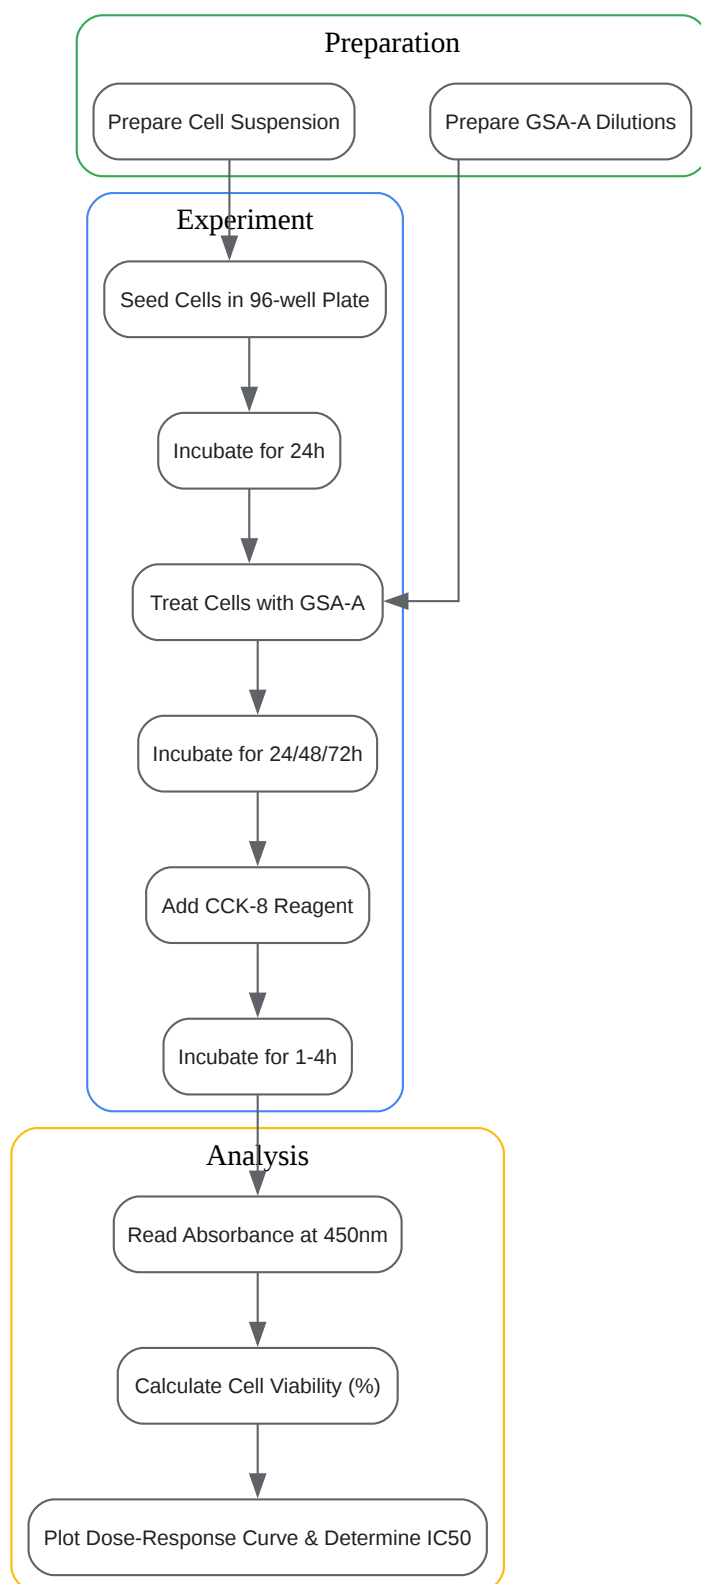 Preparation
Prepare Cell Suspension
Prepare GSA-A Dilutions
Experiment
Seed Cells in 96-well Plate
Incubate for 24h
Treat Cells with GSA-A
Incubate for 24/48/72h
Add CCK-8 Reagent
Incubate for 1-4h
Analysis
Read Absorbance at 450nm
Calculate Cell Viability (%)
Plot Dose-Response Curve & Determine IC50